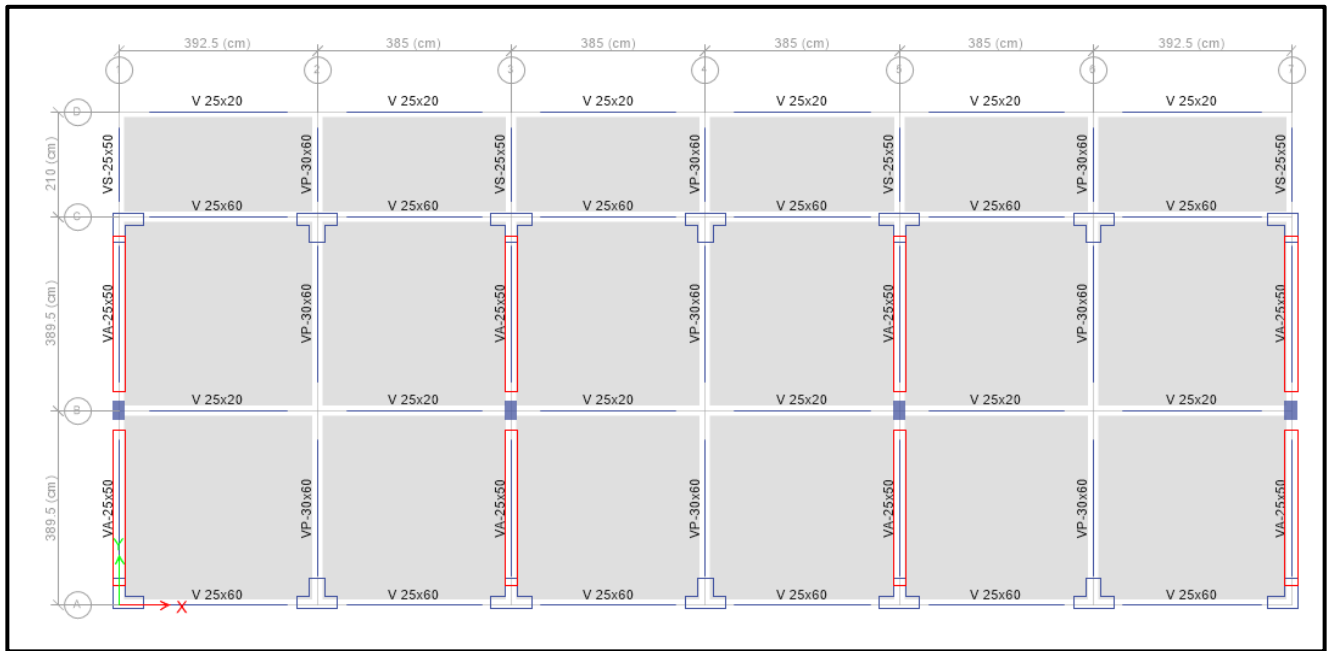 392.5 (cm) 385 (cm) 385 (cm) 385 (cm) 385 (cm) 392.5 (cm)
1 2 3 4 5 6 7
D V 25x20 V 25x20 V 25x20 V 25x20 V 25x20 V 25x20
210 (cm) VS-25x50 VP-30x60 VS-25x50 VP-30x60 VS-25x50 VP-30x60 VS-25x50
C V 25x60 V 25x60 V 25x60 V 25x60 V 25x60 V 25x60
389.5 (cm) VA-25x50 VP-30x60 VA-25x50 VP-30x60 VA-25x50 VP-30x60 VA-25x50
B V 25x20 V 25x20 V 25x20 V 25x20 V 25x20 V 25x20
389.5 (cm) VA-25x50 VP-30x60 VA-25x50 VP-30x60 VA-25x50 VP-30x60 VA-25x50
Y
V 25x60 V 25x60 V 25x60 V 25x60 V 25x60 V 25x60
A X